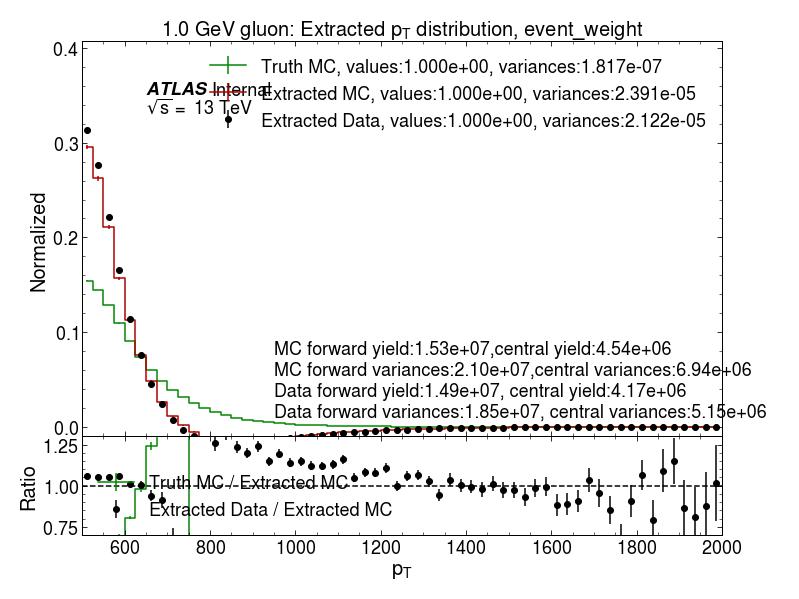 1.0 GeV gluon: Extracted pT distribution, event_weight
0.4
Truth MC, values:1.000e+00, variances:1.817e-07
ATLAS Internal
Extracted MC, values:1.000e+00, variances:2.391e-05
√s = 13 TeV
Extracted Data, values:1.000e+00, variances:2.122e-05
0.3
Normalized
0.2
0.1
MC forward yield:1.53e+07,central yield:4.54e+06
MC forward variances:2.10e+07,central variances:6.94e+06
Data forward yield:1.49e+07, central yield:4.17e+06
Data forward variances:1.85e+07, central variances:5.15e+06
0.0
1.25
Ratio
1.00
Truth MC / Extracted MC
Extracted Data / Extracted MC
0.75
600 800 1000 1200 1400 1600 1800 2000
pT